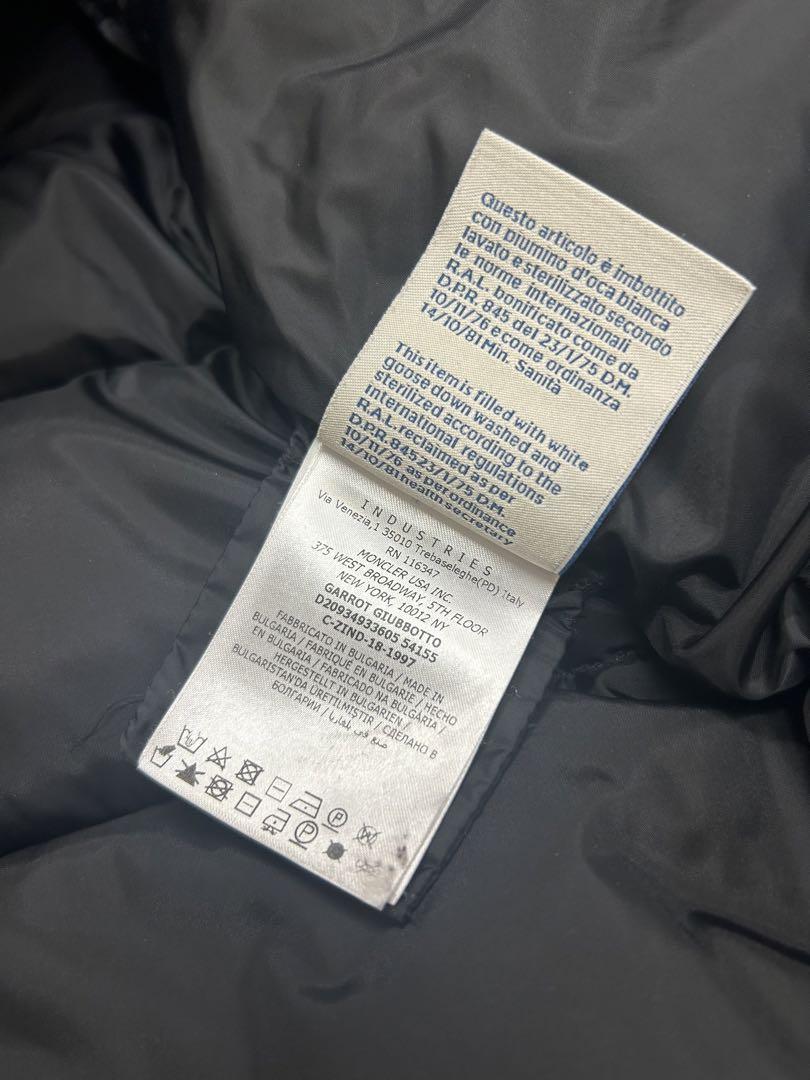 Questo articolo è imbottito
con piumino d'oca bianca
lavato e sterilizzato secondo
le norme internazionali
R.A.L. bonificato come da
D.P.R. 845 del 23/1/75 D.M.
10/11/76 e come ordinanza
14/10/81 Min. Sanità
This item is filled with white
goose down washed and
sterilized according to the
international regulations
R.A.L. reclaimed as per
D.P.R. 845 23/1/75 D.M.
10/11/76 as per ordinance
14/10/81 health secretary
INDUSTRIES
Via Venezia,1 35010 Trebaseleghe(PD) Italy
RN 116347
MONCLER USA INC.
375 WEST BROADWAY, 5TH FLOOR
NEW YORK, 10012 NY
GARROT GIUBBOTTO
D20934933605 54155
C-ZIND-18-1997
FABBRICATO IN BULGARIA / MADE IN
BULGARIA / FABRIQUÉ EN BULGARIE / HECHO
EN BULGARIA / FABRICADO NA BULGARIA /
HERGESTELLT IN BULGARIEN /
BULGARISTAN'DA ÜRETILMIŞTIR / СДЕЛАНО В
БОЛГАРИИ / صنع في بلغاريا